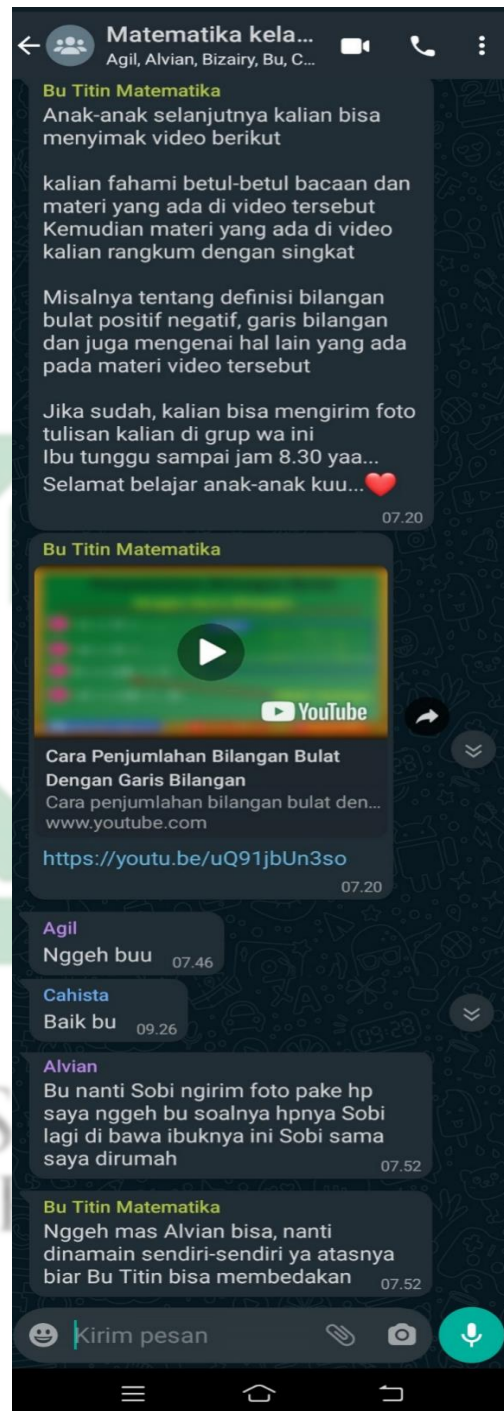 Matematika kela...
Agil, Alvian, Bizairy, Bu, C...
Bu Titin Matematika
Anak-anak selanjutnya kalian bisa
menyimak video berikut
kalian fahami betul-betul bacaan dan
materi yang ada di video tersebut
Kemudian materi yang ada di video
kalian rangkum dengan singkat
Misalnya tentang definisi bilangan
bulat positif negatif, garis bilangan
dan juga mengenai hal lain yang ada
pada materi video tersebut
Jika sudah, kalian bisa mengirim foto
tulisan kalian di grup wa ini
Ibu tunggu sampai jam 8.30 yaa...
Selamat belajar anak-anak kuu...❤️
07.20
Bu Titin Matematika
YouTube
Cara Penjumlahan Bilangan Bulat
Dengan Garis Bilangan
Cara penjumlahan bilangan bulat den...
www.youtube.com
https://youtu.be/uQ91jbUn3so
07.20
Agil
Nggeh buu 07.46
Cahista
Baik bu 09.26
Alvian
Bu nanti Sobi ngirim foto pake hp
saya nggeh bu soalnya hpnya Sobi
lagi di bawa ibuknya ini Sobi sama
saya dirumah 07.52
Bu Titin Matematika
Nggeh mas Alvian bisa, nanti
dinamain sendiri-sendiri ya atasnya
biar Bu Titin bisa membedakan 07.52
Kirim pesan